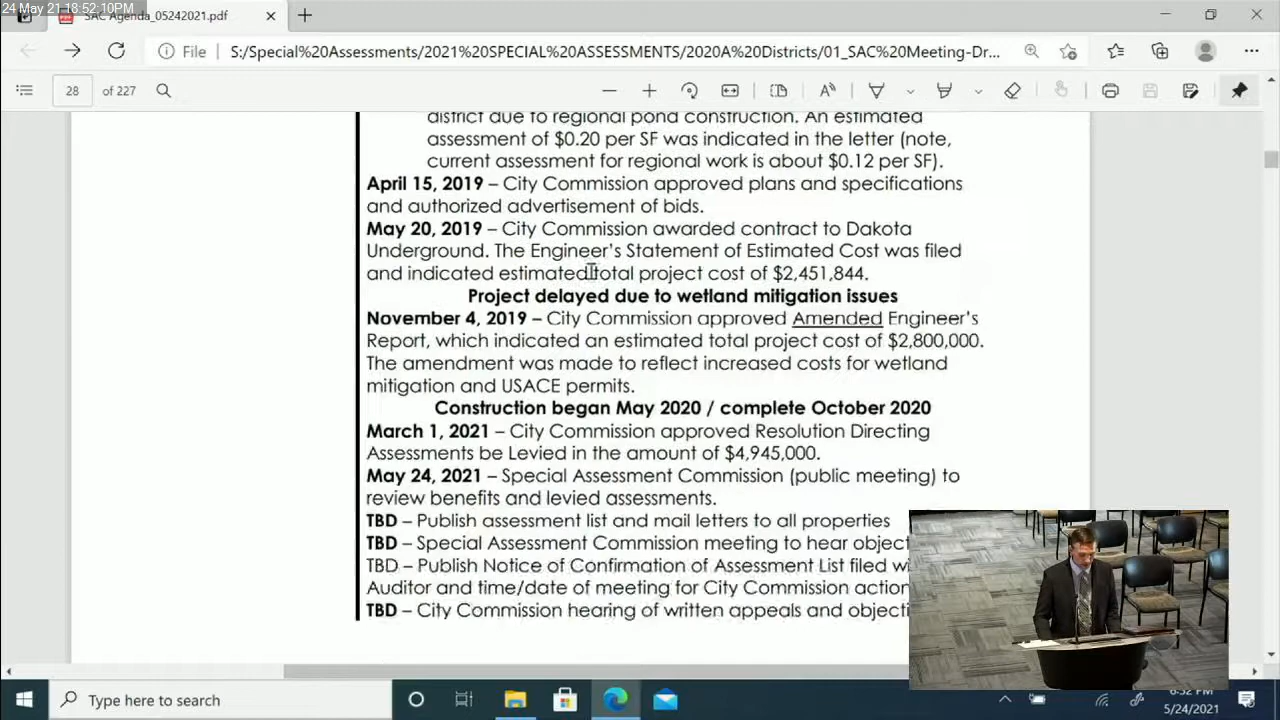 24 May 21 18:52:10PM
SAC Agenda_05242021.pdf
File
S:/Special%20Assessments/2021%20SPECIAL%20ASSESSMENTS/2020A%20Districts/01_SAC%20Meeting-Dr...
28 of 227
district due to regional pond construction. An estimated
assessment of $0.20 per SF was indicated in the letter (note,
current assessment for regional work is about $0.12 per SF).
April 15, 2019 – City Commission approved plans and specifications
and authorized advertisement of bids.
May 20, 2019 – City Commission awarded contract to Dakota
Underground. The Engineer's Statement of Estimated Cost was filed
and indicated estimated total project cost of $2,451,844.
Project delayed due to wetland mitigation issues
November 4, 2019 – City Commission approved Amended Engineer's
Report, which indicated an estimated total project cost of $2,800,000.
The amendment was made to reflect increased costs for wetland
mitigation and USACE permits.
Construction began May 2020 / complete October 2020
March 1, 2021 – City Commission approved Resolution Directing
Assessments be Levied in the amount of $4,945,000.
May 24, 2021 – Special Assessment Commission (public meeting) to
review benefits and levied assessments.
TBD – Publish assessment list and mail letters to all properties
TBD – Special Assessment Commission meeting to hear object
TBD – Publish Notice of Confirmation of Assessment List filed wi
Auditor and time/date of meeting for City Commission action
TBD – City Commission hearing of written appeals and objecti
Type here to search
6:52 PM
5/24/2021